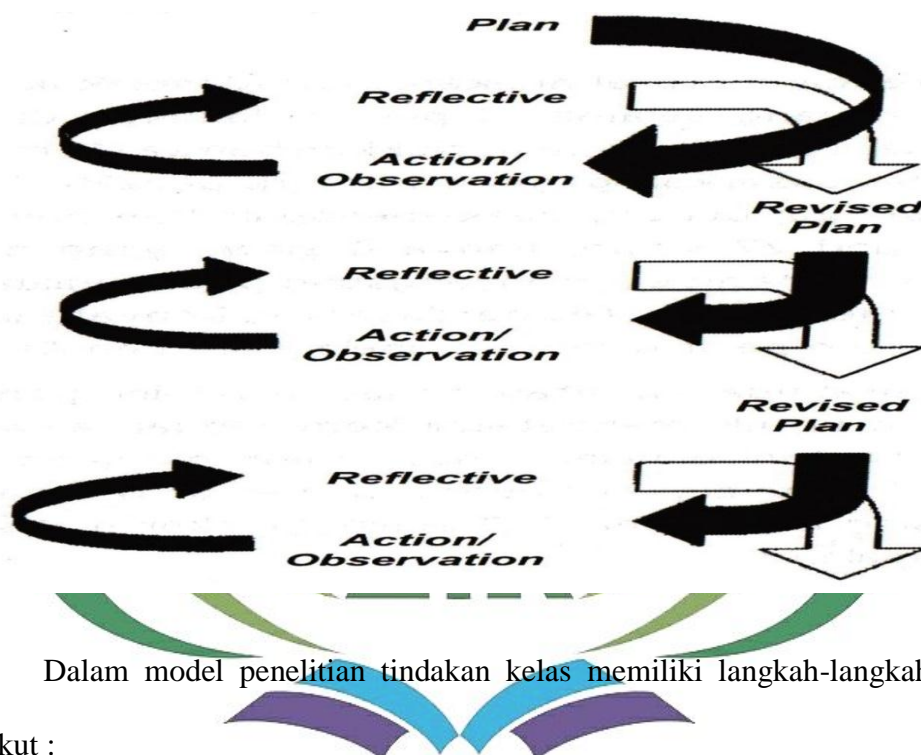 Plan
Reflective
Action/
Observation
Revised
Plan
Reflective
Action/
Observation
Revised
Plan
Reflective
Action/
Observation
Dalam model penelitian tindakan kelas memiliki langkah-langkah
kut :